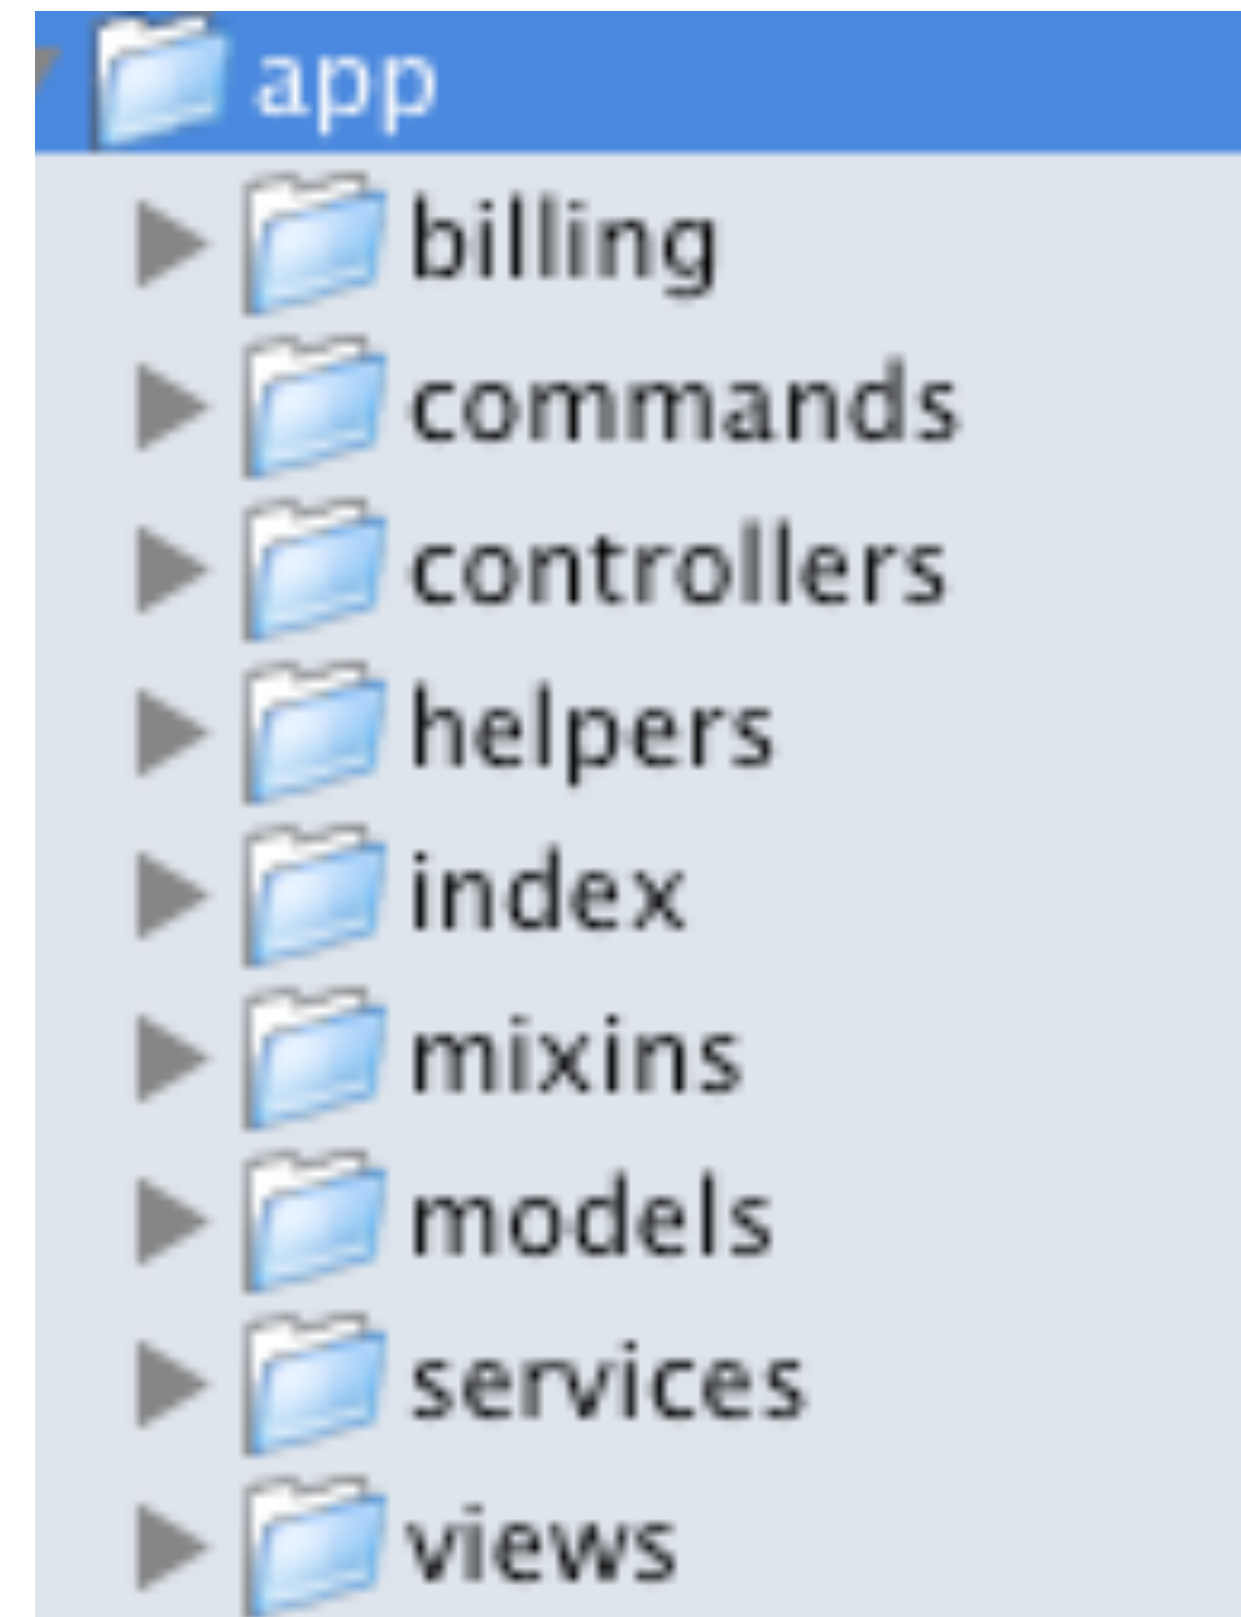 app
billing
commands
controllers
helpers
index
mixins
models
services
views